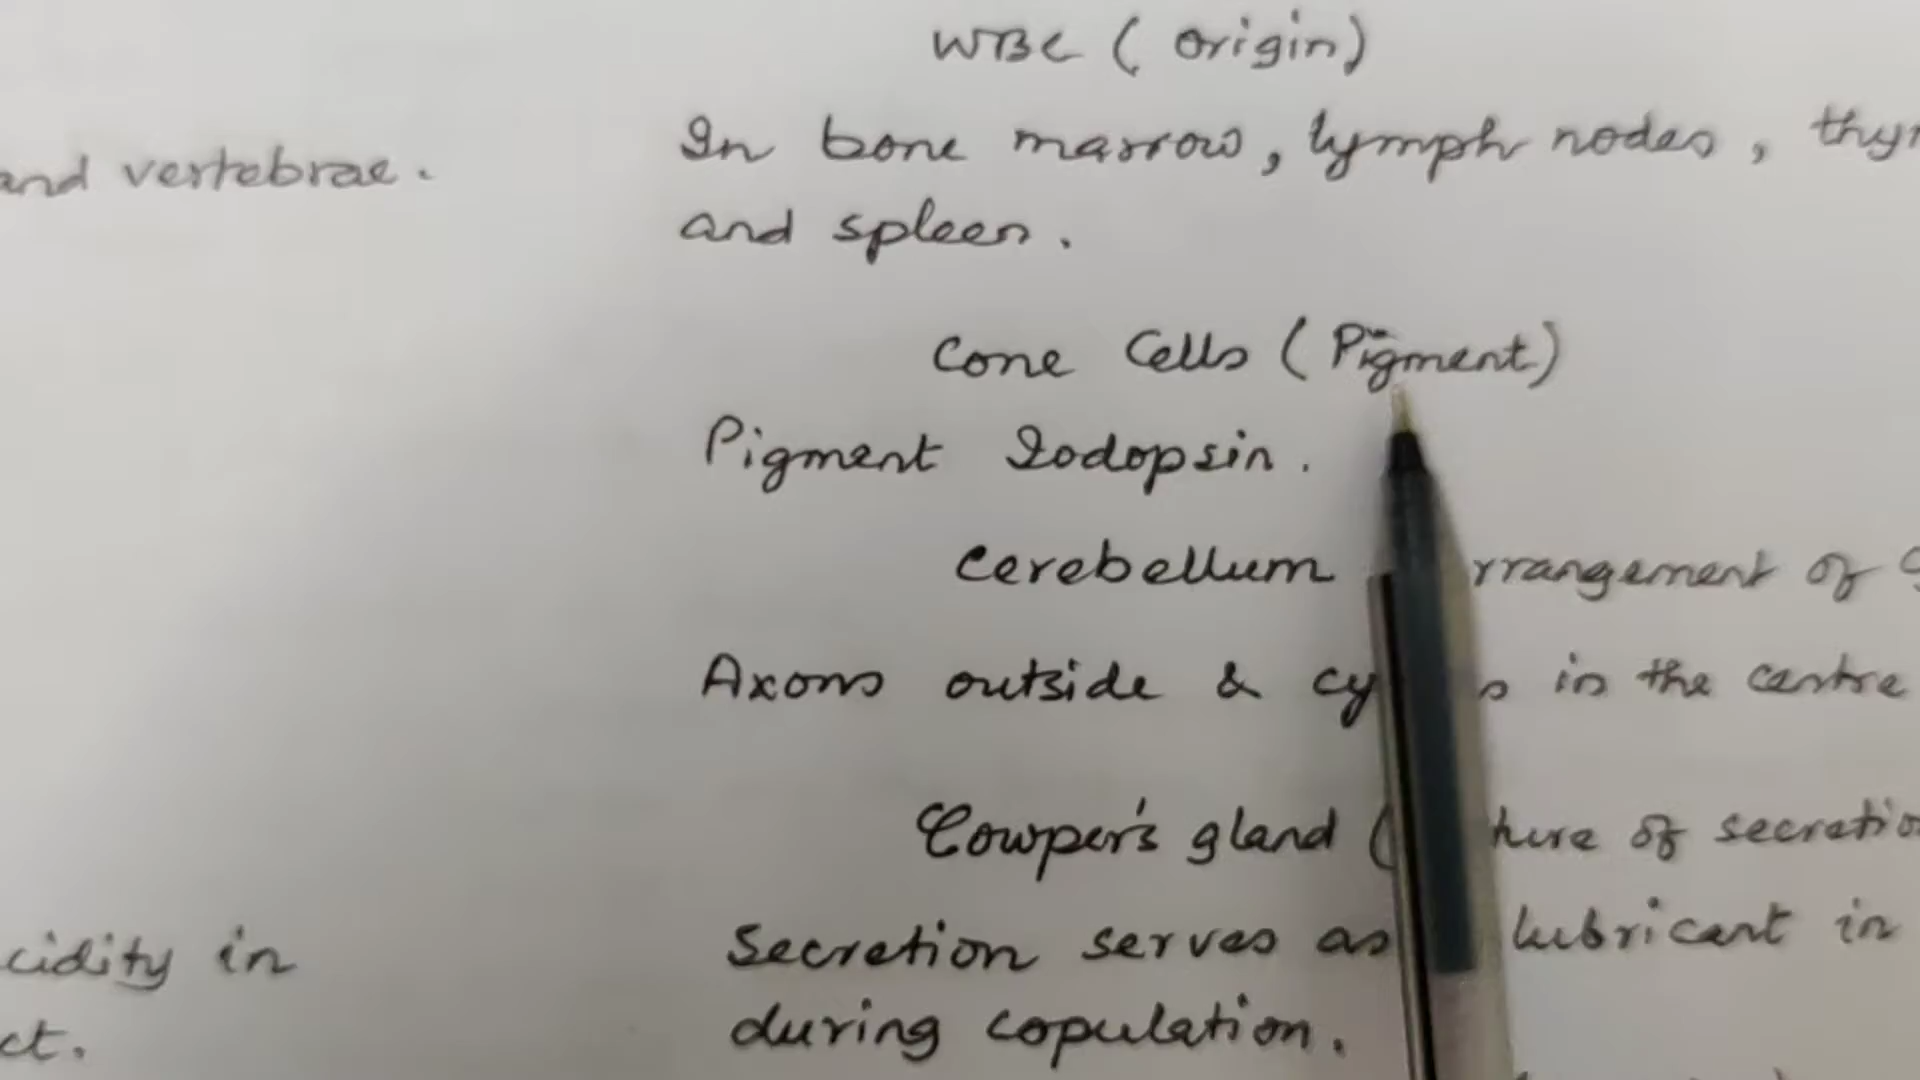 and vertebrae.
cidity in
ct.
WBC (origin)
In bone marrow, lymph nodes,
and spleen.
Cone Cells (Pigment)
Pigment Iodopsin.
Cerebellum rrangement of
Axons outside & cy s in the centre
Cowper's gland ( ture of secretio
Secretion serves as lubricant in
during copulation.